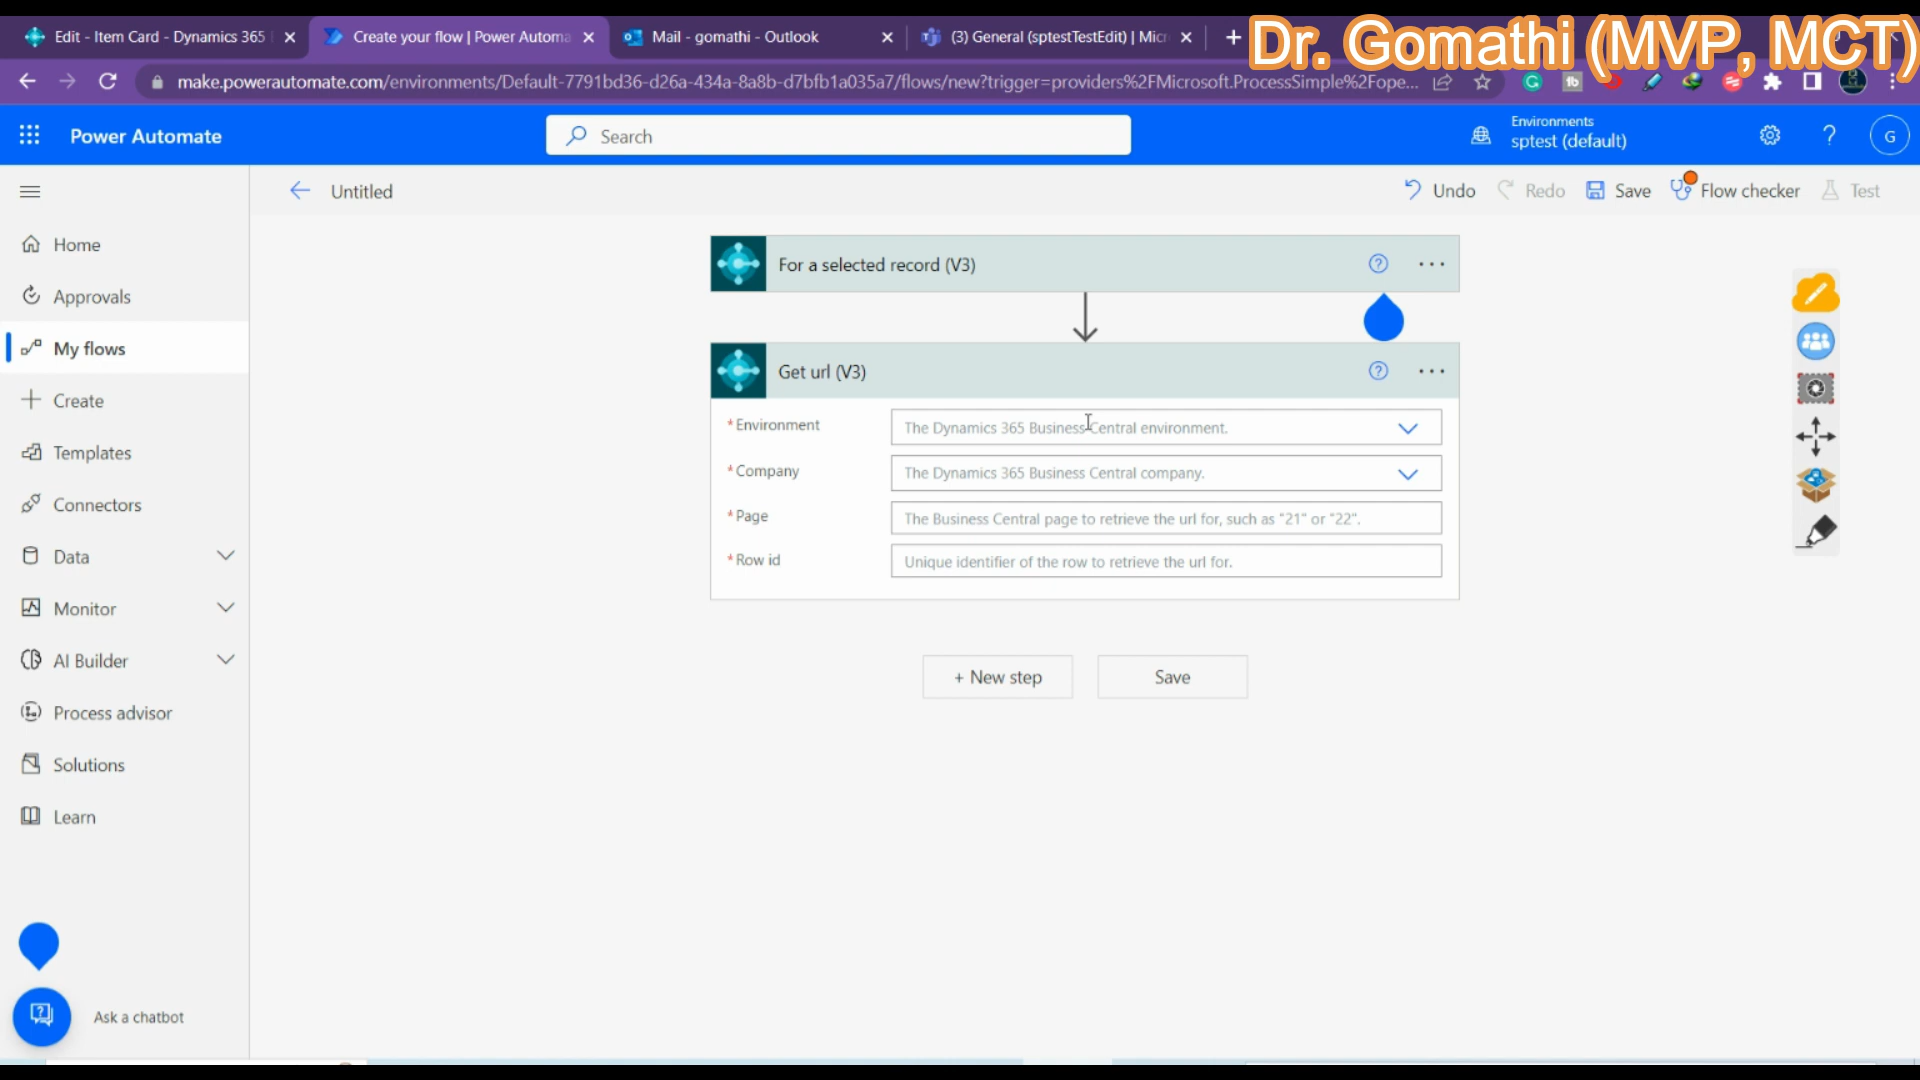 Edit - Item Card - Dynamics 365
Create your flow | Power Automa
Mail - gomathi - Outlook
(3) General (sptestTestEdit) | Micr
Dr. Gomathi (MVP, MCT)
make.powerautomate.com/environments/Default-7791bd36-d26a-434a-8a8b-d7bfb1a035a7/flows/new?trigger=providers%2FMicrosoft.ProcessSimple%2Fope...
Power Automate
Search
Environments
sptest (default)
G
Untitled
Undo
Redo
Save
Flow checker
Test
Home
Approvals
My flows
Create
Templates
Connectors
Data
Monitor
AI Builder
Process advisor
Solutions
Learn
Ask a chatbot
For a selected record (V3)
Get url (V3)
*Environment
The Dynamics 365 Business Central environment.
*Company
The Dynamics 365 Business Central company.
*Page
The Business Central page to retrieve the url for, such as "21" or "22".
*Row id
Unique identifier of the row to retrieve the url for.
+ New step
Save